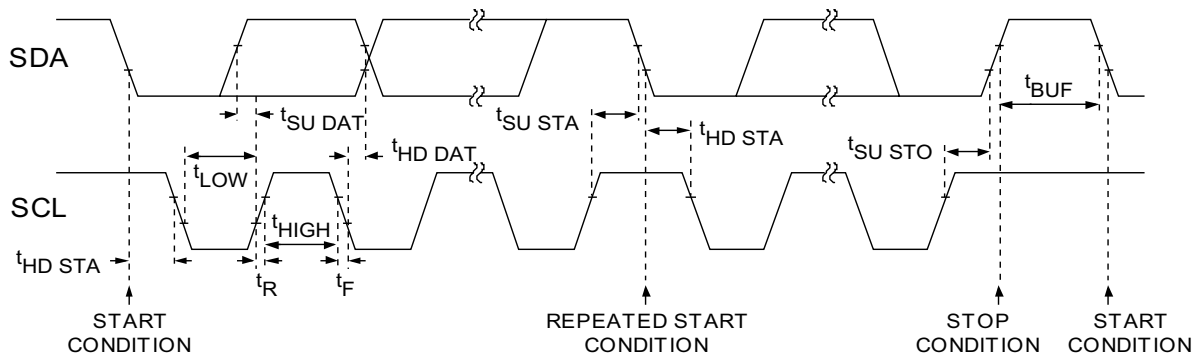 SDA
tBUF
tSU DAT
tSU STA
tHD STA
tHD DAT
tSU STO
tLOW
SCL
tHIGH
tHD STA
tR
tF
START CONDITION
REPEATED START CONDITION
STOP CONDITION
START CONDITION